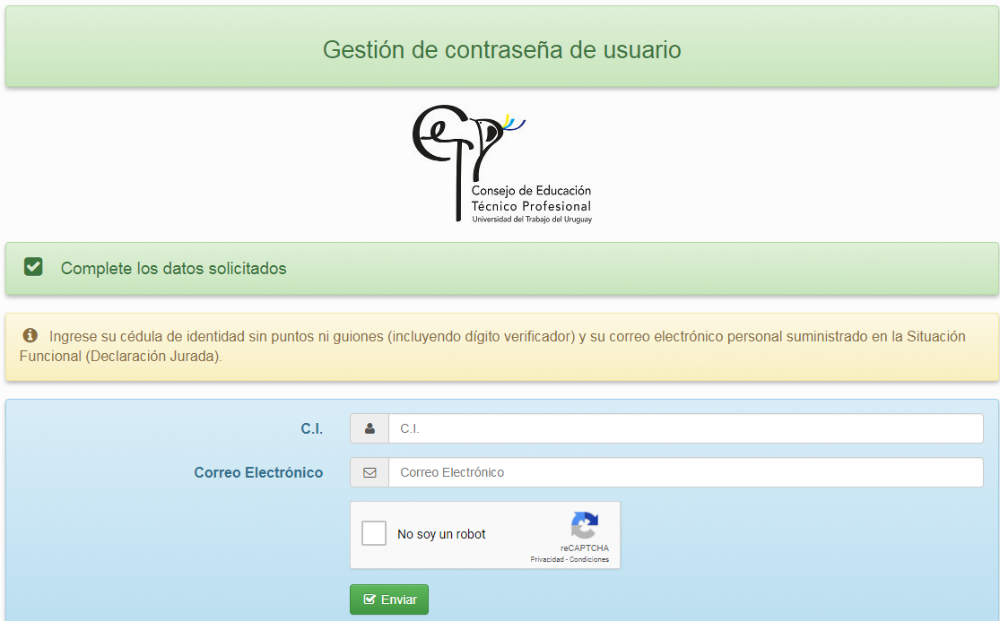 Gestión de contraseña de usuario
Consejo de Educación
Técnico Profesional
Universidad del Trabajo del Uruguay
Complete los datos solicitados
Ingrese su cédula de identidad sin puntos ni guiones (incluyendo dígito verificador) y su correo electrónico personal suministrado en la Situación
Funcional (Declaración Jurada).
C.I. C.I.
Correo Electrónico Correo Electrónico
No soy un robot
reCAPTCHA
Privacidad - Condiciones
Enviar